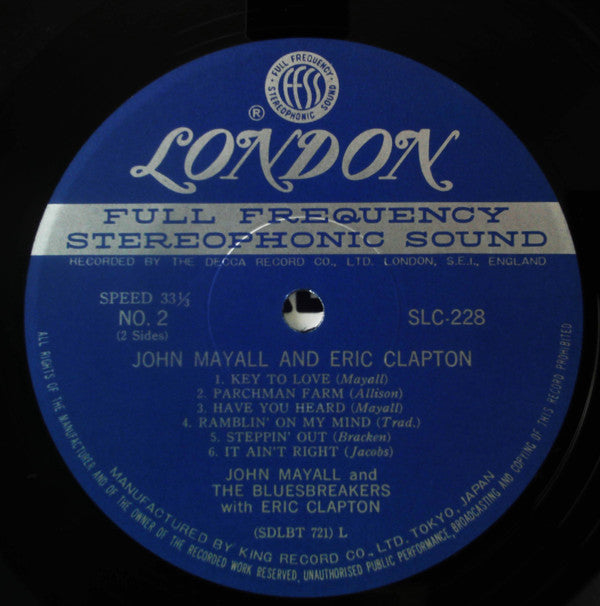 FULL FREQUENCY
ffss
STEREOPHONIC SOUND
®
LONDON
FULL FREQUENCY
STEREOPHONIC SOUND
RECORDED BY THE DECCA RECORD CO., LTD. LONDON, S.E.I., ENGLAND
SPEED 33⅓
NO. 2
(2 Sides)
SLC-228
JOHN MAYALL AND ERIC CLAPTON
1. KEY TO LOVE (Mayall)
2. PARCHMAN FARM (Allison)
3. HAVE YOU HEARD (Mayall)
4. RAMBLIN' ON MY MIND (Trad.)
5. STEPPIN' OUT (Bracken)
6. IT AIN'T RIGHT (Jacobs)
JOHN MAYALL and
THE BLUESBREAKERS
with ERIC CLAPTON
(SDLBT 721) L
MANUFACTURED BY KING RECORD CO., LTD. TOKYO, JAPAN
ALL RIGHTS OF THE MANUFACTURER AND OF THE OWNER OF THE RECORDED WORK RESERVED, UNAUTHORISED PUBLIC PERFORMANCE, BROADCASTING AND COPYING OF THIS RECORD PROHIBITED